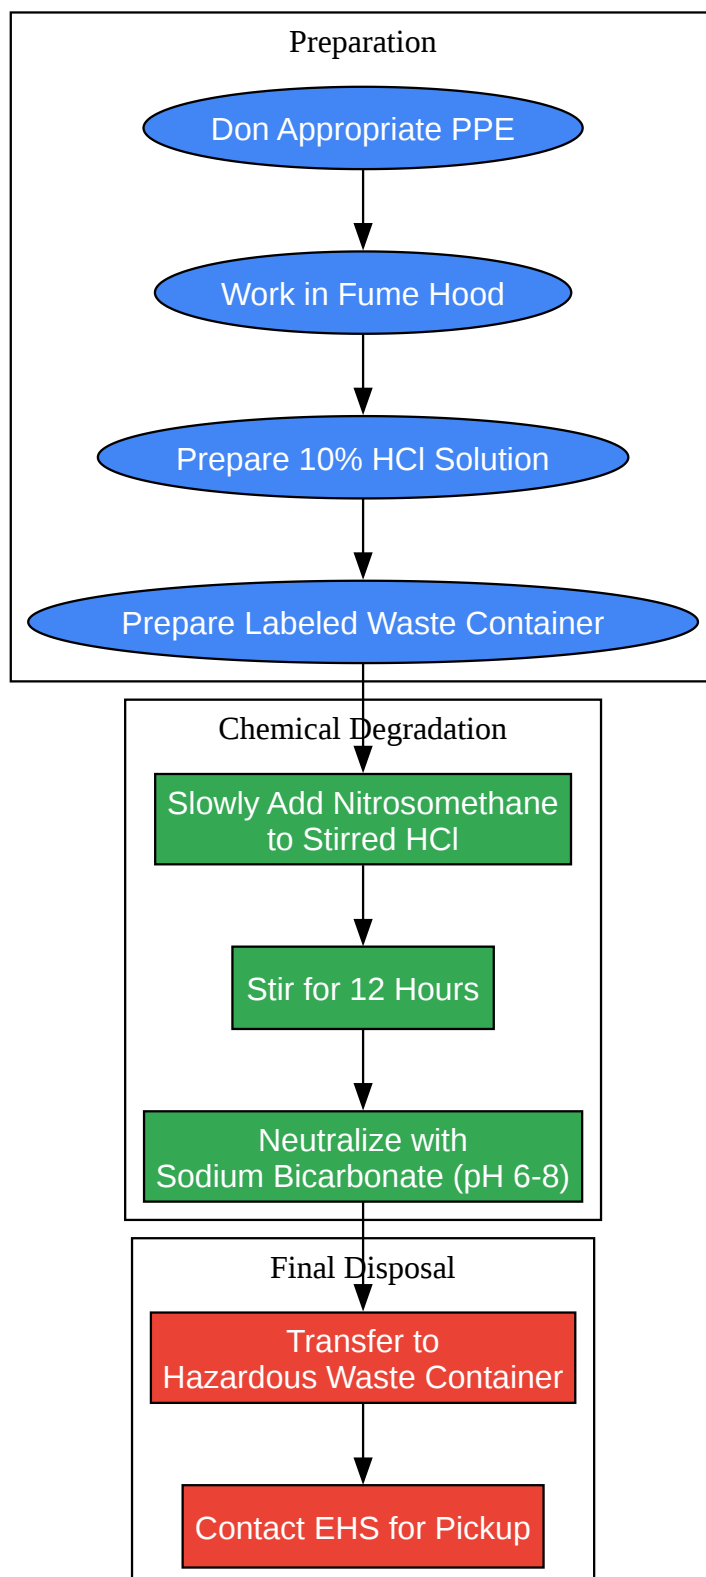 Preparation
Don Appropriate PPE
Work in Fume Hood
Prepare 10% HCl Solution
Prepare Labeled Waste Container
Chemical Degradation
Slowly Add Nitrosomethane
to Stirred HCl
Stir for 12 Hours
Neutralize with
Sodium Bicarbonate (pH 6-8)
Final Disposal
Transfer to
Hazardous Waste Container
Contact EHS for Pickup